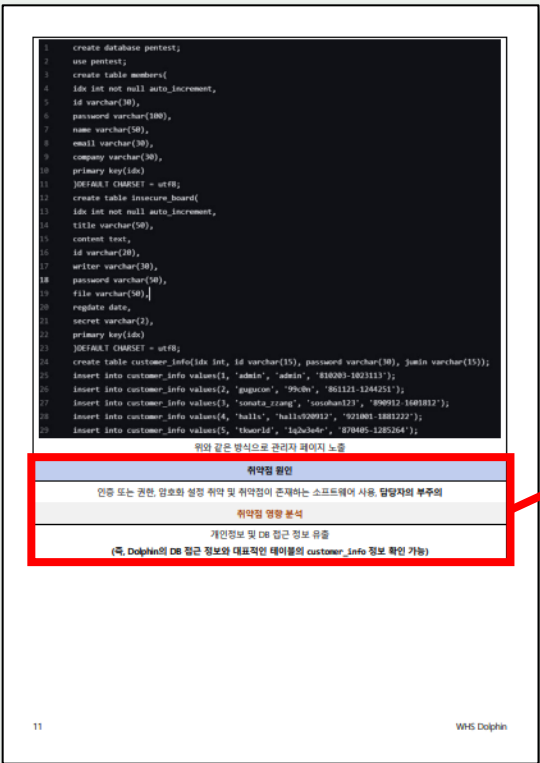 1 create database pentest;
2 use pentest;
3 create table members(
4 idx int not null auto_increment,
5 id varchar(30),
6 password varchar(100),
7 name varchar(50),
8 email varchar(30),
9 company varchar(30),
10 primary key(idx)
11 )DEFAULT CHARSET = utf8;
12 create table insecure_board(
13 idx int not null auto_increment,
14 title varchar(50),
15 content text,
16 id varchar(20),
17 writer varchar(30),
18 password varchar(50),
19 file varchar(50),
20 regdate date,
21 secret varchar(2),
22 primary key(idx)
23 )DEFAULT CHARSET = utf8;
24 create table customer_info(idx int, id varchar(15), password varchar(30), jumin varchar(15));
25 insert into customer_info values(1, 'admin', 'admin', '810203-1023113');
26 insert into customer_info values(2, 'gugucon', '99c0n', '861121-1244251');
27 insert into customer_info values(3, 'sonata_zzang', 'sosohan123', '890912-1601812');
28 insert into customer_info values(4, 'halls', 'halls920912', '921001-1881222');
29 insert into customer_info values(5, 'tkworld', '1q2w3e4r', '870405-1285264');
위와 같은 방식으로 관리자 페이지 노출
취약점 원인
인증 또는 권한, 암호화 설정 취약 및 취약점이 존재하는 소프트웨어 사용, 담당자의 부주의
취약점 영향 분석
개인정보 및 DB 접근 정보 유출
(즉, Dolphin의 DB 접근 정보와 대표적인 테이블의 customer_info 정보 확인 가능)
11 WHS Dolphin